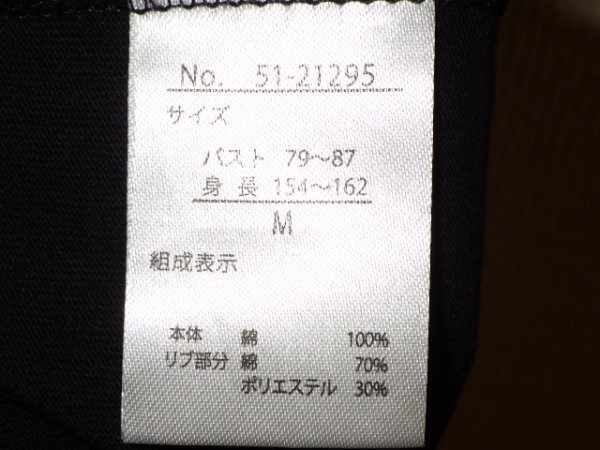 No. 51-21295
サイズ
バスト 79～87
身 長 154～162
M
組成表示
本体 綿 100%
リブ部分 綿 70%
ポリエステル 30%